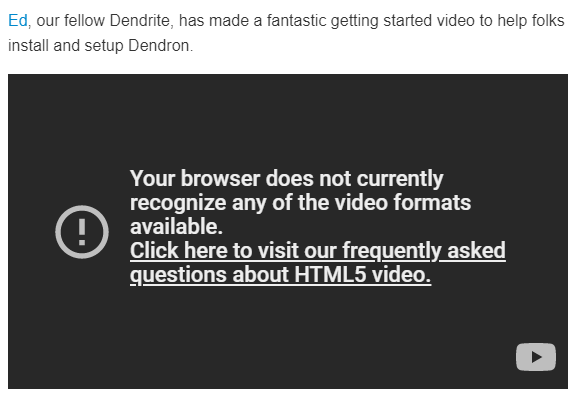 Ed, our fellow Dendrite, has made a fantastic getting started video to help folks
install and setup Dendron.
Your browser does not currently
recognize any of the video formats
available.
Click here to visit our frequently asked
questions about HTML5 video.